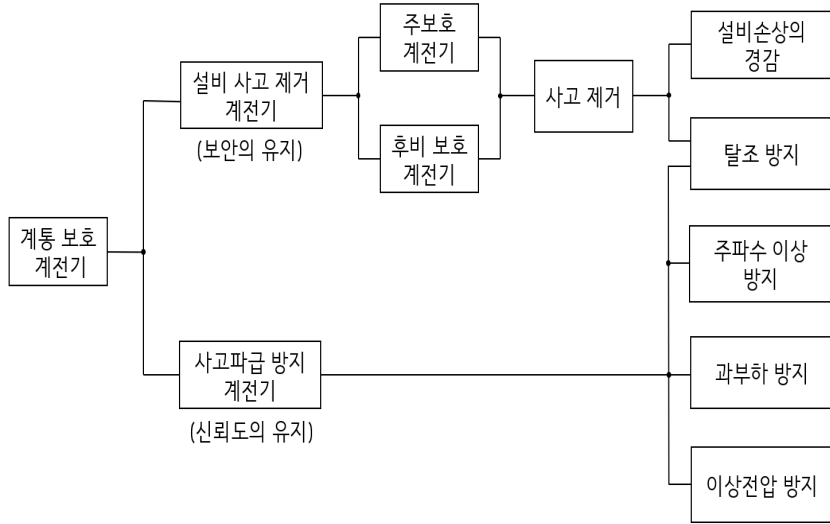 계통 보호
계전기
설비 사고 제거
계전기
(보안의 유지)
주보호
계전기
후비 보호
계전기
사고 제거
설비손상의
경감
탈조 방지
주파수 이상
방지
과부하 방지
이상전압 방지
사고파급 방지
계전기
(신뢰도의 유지)